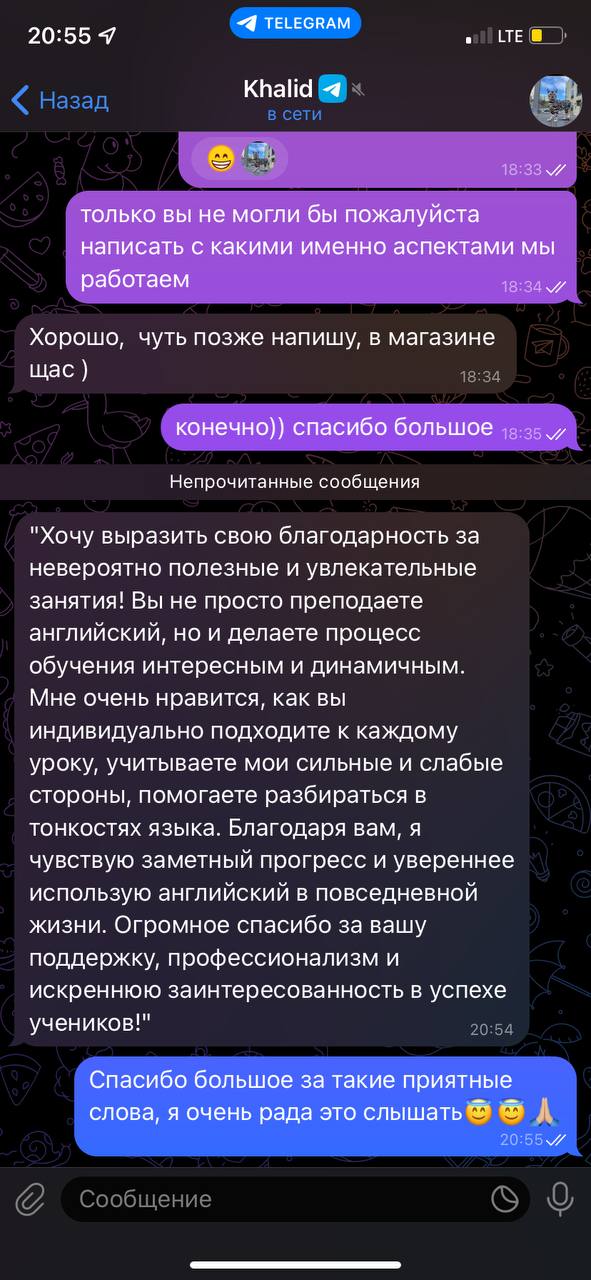 20:55
TELEGRAM
LTE
Назад
Khalid
в сети
18:33
только вы не могли бы пожалуйста
написать с какими именно аспектами мы
работаем
18:34
Хорошо, чуть позже напишу, в магазине
щас )
18:34
конечно)) спасибо большое
18:35
Непрочитанные сообщения
"Хочу выразить свою благодарность за
невероятно полезные и увлекательные
занятия! Вы не просто преподаете
английский, но и делаете процесс
обучения интересным и динамичным.
Мне очень нравится, как вы
индивидуально подходите к каждому
уроку, учитываете мои сильные и слабые
стороны, помогаете разбираться в
тонкостях языка. Благодаря вам, я
чувствую заметный прогресс и увереннее
использую английский в повседневной
жизни. Огромное спасибо за вашу
поддержку, профессионализм и
искреннюю заинтересованность в успехе
учеников!"
20:54
Спасибо большое за такие приятные
слова, я очень рада это слышать😇😇🙏🏼
20:55
Сообщение